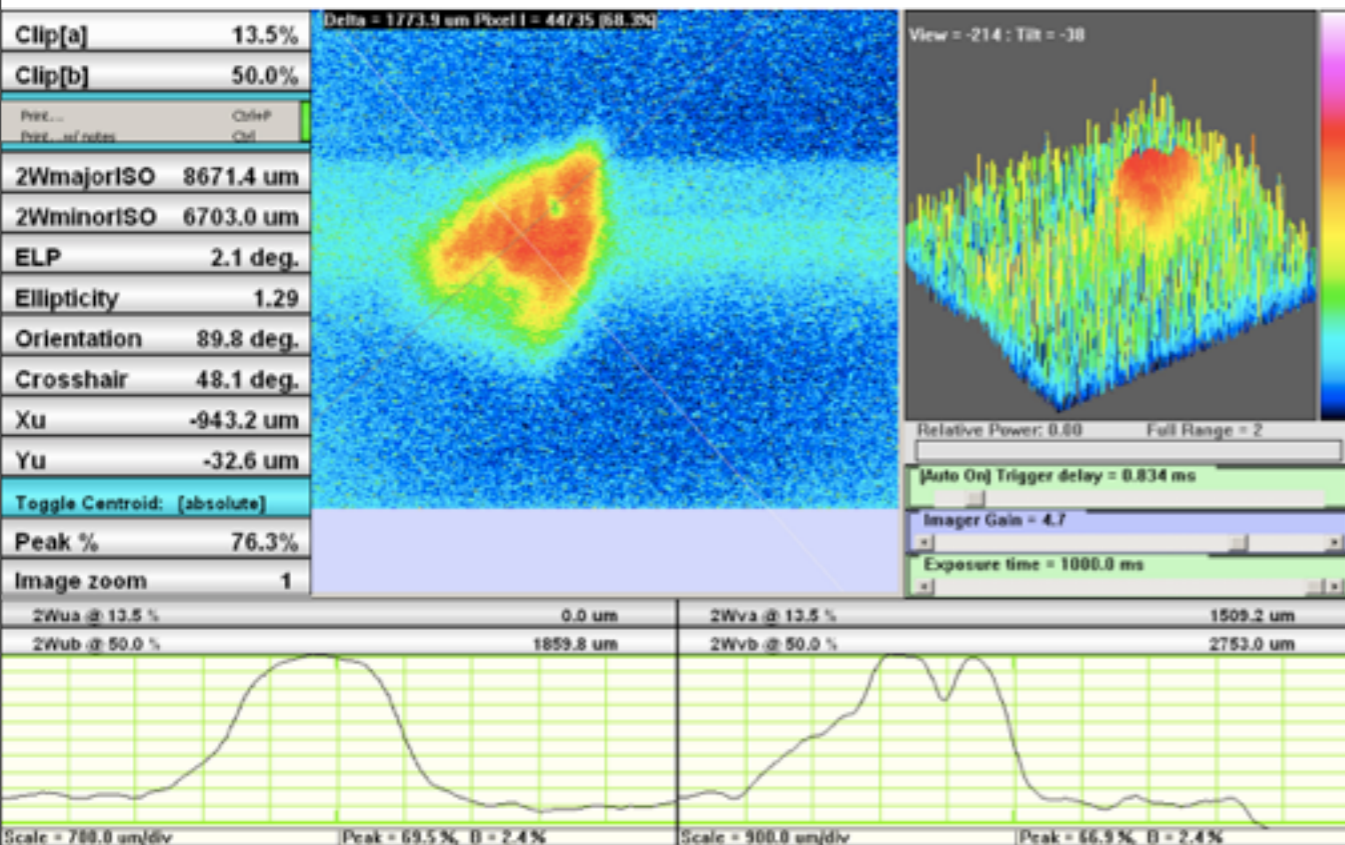 Clip[a] 13.5%
Clip[b] 50.0%
Print... Ctrl+P
Print...w/ notes Ctrl
2WmajorISO 8671.4 um
2WminorISO 6703.0 um
ELP 2.1 deg.
Ellipticity 1.29
Orientation 89.8 deg.
Crosshair 48.1 deg.
Xu -943.2 um
Yu -32.6 um
Toggle Centroid: [absolute]
Peak % 76.3%
Image zoom 1
Delta = 1773.9 um Pixel I = 44735 (68.3%)
View = -214 : Tilt = -38
Relative Power: 0.00 Full Range = 2
[Auto On] Trigger delay = 0.834 ms
Imager Gain = 4.7
Exposure time = 1000.0 ms
2Wua @ 13.5 % 0.0 um
2Wub @ 50.0 % 1859.8 um
2Wva @ 13.5 % 1509.2 um
2Wvb @ 50.0 % 2753.0 um
Scale = 700.0 um/div Peak = 69.5%, B = 2.4%
Scale = 900.0 um/div Peak = 66.9%, B = 2.4%